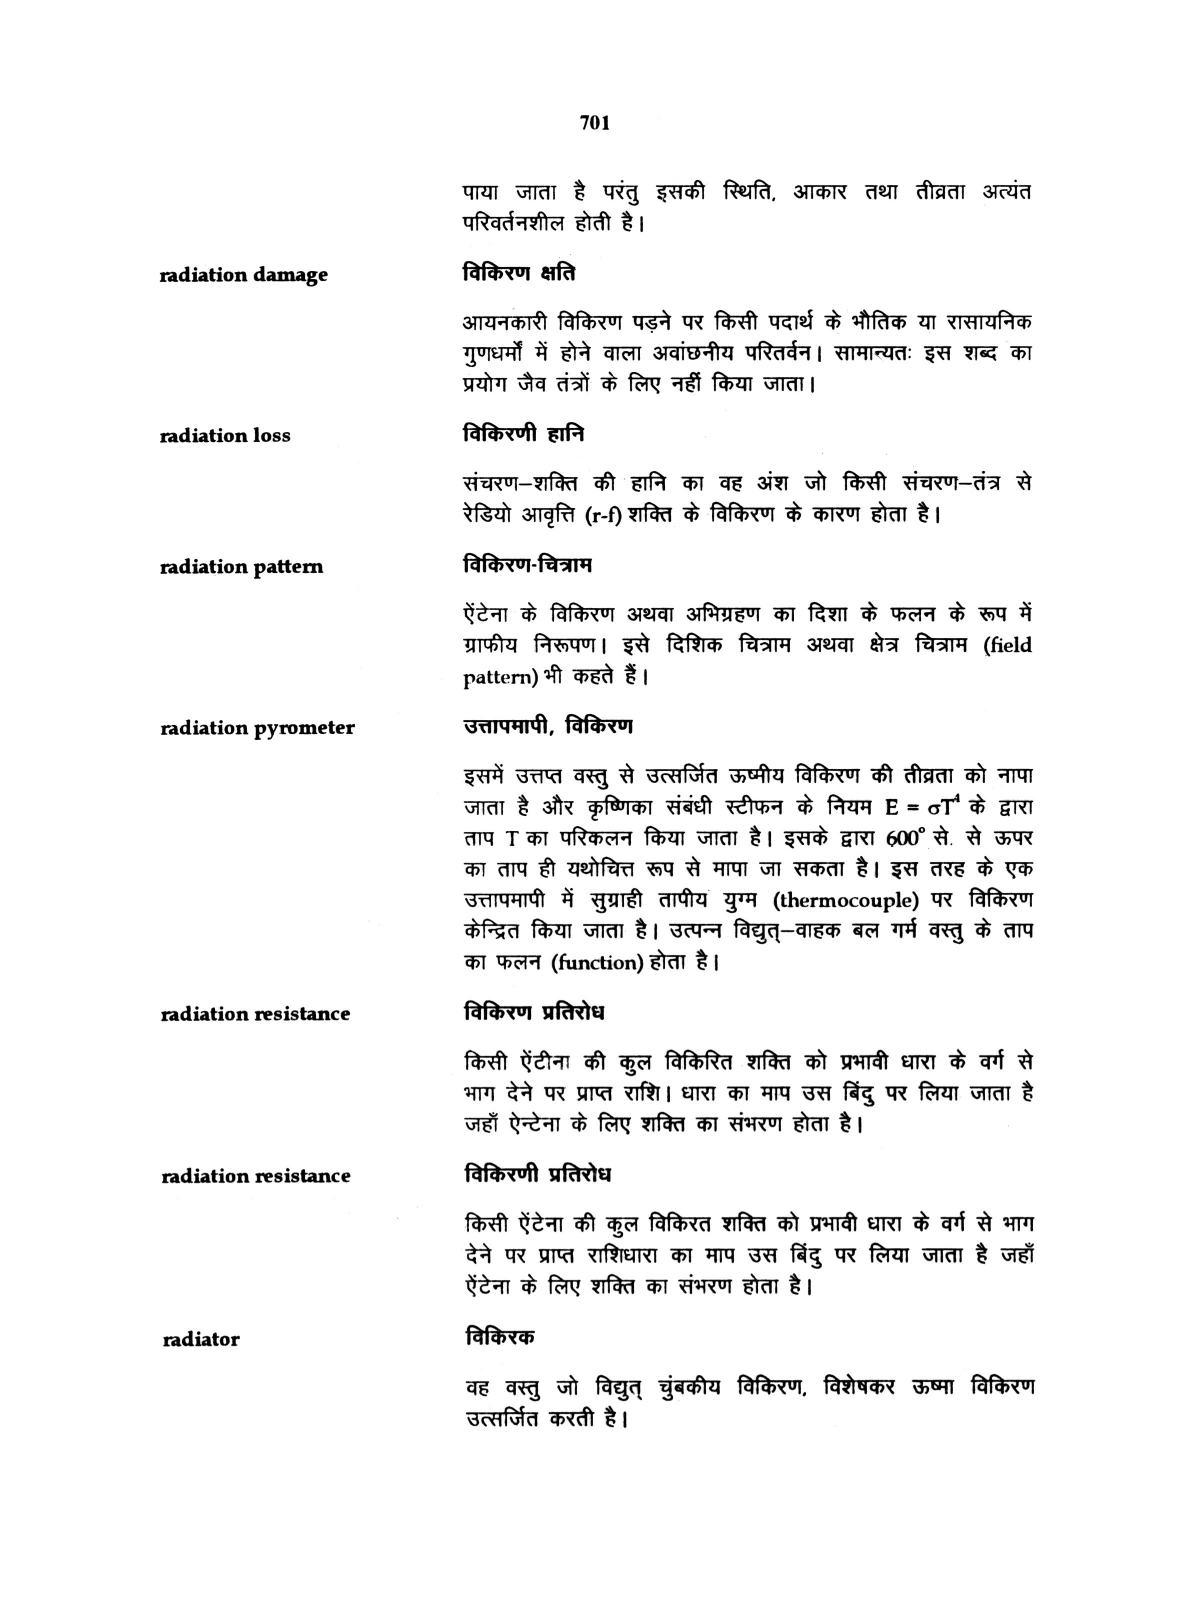 701
पाया जाता है परंतु इसकी स्थिति, आकार तथा तीव्रता अत्यंत
परिवर्तनशील होती है।
radiation damage विकिरण क्षति
आयनकारी विकिरण पड़ने पर किसी पदार्थ के भौतिक या रासायनिक
गुणधर्मों में होने वाला अवांछनीय परितर्वन। सामान्यतः इस शब्द का
प्रयोग जैव तंत्रों के लिए नहीं किया जाता।
radiation loss विकिरणी हानि
संचरण–शक्ति की हानि का वह अंश जो किसी संचरण–तंत्र से
रेडियो आवृत्ति (r-f) शक्ति के विकिरण के कारण होता है।
radiation pattern विकिरण-चित्राम
ऐंटेना के विकिरण अथवा अभिग्रहण का दिशा के फलन के रूप में
ग्राफीय निरूपण। इसे दिशिक चित्राम अथवा क्षेत्र चित्राम (field
pattern) भी कहते हैं।
radiation pyrometer उत्तापमापी, विकिरण
इसमें उत्तप्त वस्तु से उत्सर्जित ऊष्मीय विकिरण की तीव्रता को नापा
जाता है और कृष्णिका संबंधी स्टीफन के नियम E = σT⁴ के द्वारा
ताप T का परिकलन किया जाता है। इसके द्वारा 600° से. से ऊपर
का ताप ही यथोचित्त रूप से मापा जा सकता है। इस तरह के एक
उत्तापमापी में सुग्राही तापीय युग्म (thermocouple) पर विकिरण
केन्द्रित किया जाता है। उत्पन्न विद्युत्–वाहक बल गर्म वस्तु के ताप
का फलन (function) होता है।
radiation resistance विकिरण प्रतिरोध
किसी ऐंटीना की कुल विकिरित शक्ति को प्रभावी धारा के वर्ग से
भाग देने पर प्राप्त राशि। धारा का माप उस बिंदु पर लिया जाता है
जहाँ ऐन्टेना के लिए शक्ति का संभरण होता है।
radiation resistance विकिरणी प्रतिरोध
किसी ऐंटेना की कुल विकिरत शक्ति को प्रभावी धारा के वर्ग से भाग
देने पर प्राप्त राशिधारा का माप उस बिंदु पर लिया जाता है जहाँ
ऐंटेना के लिए शक्ति का संभरण होता है।
radiator विकिरक
वह वस्तु जो विद्युत् चुंबकीय विकिरण, विशेषकर ऊष्मा विकिरण
उत्सर्जित करती है।